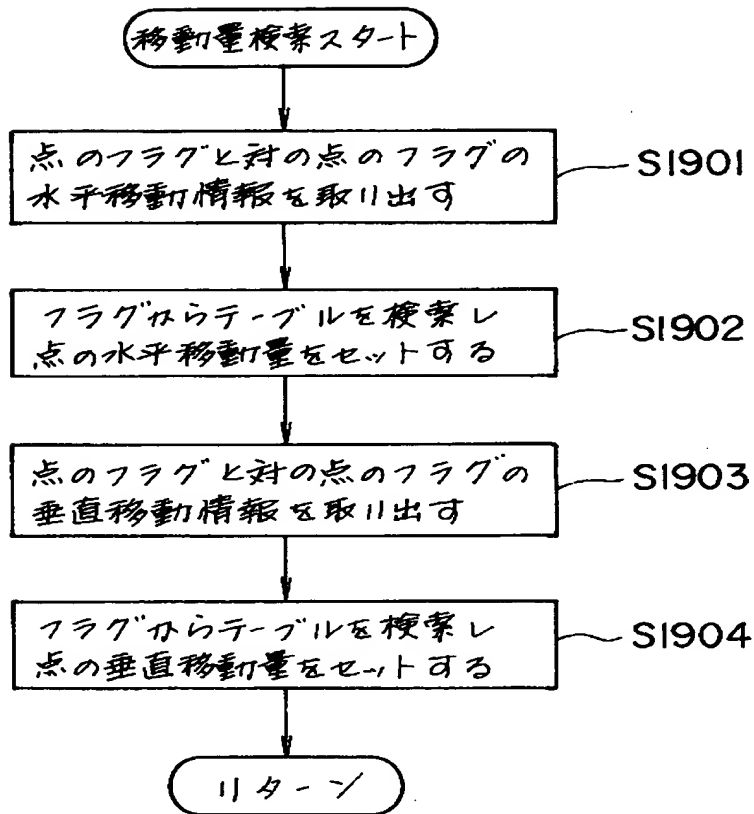 移動量検索スタート
点のフラグと対の点のフラグの
水平移動情報を取り出す
S1901
フラグからテーブルを検索し
点の水平移動量をセットする
S1902
点のフラグと対の点のフラグの
垂直移動情報を取り出す
S1903
フラグからテーブルを検索し
点の垂直移動量をセットする
S1904
リターン